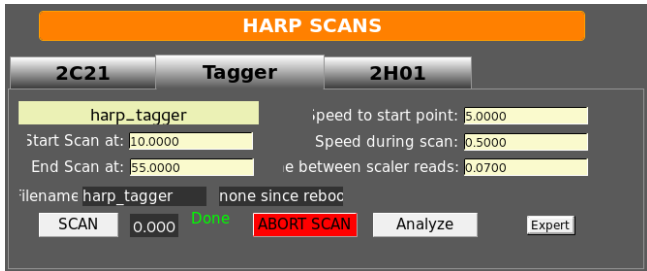 HARP SCANS
2C21 Tagger 2H01
harp_tagger
Speed to start point: 5.0000
Start Scan at: 10.0000
Speed during scan: 0.5000
End Scan at: 55.0000
e between scaler reads: 0.0700
Filename harp_tagger none since reboo
SCAN 0.000 Done ABORT SCAN Analyze Expert